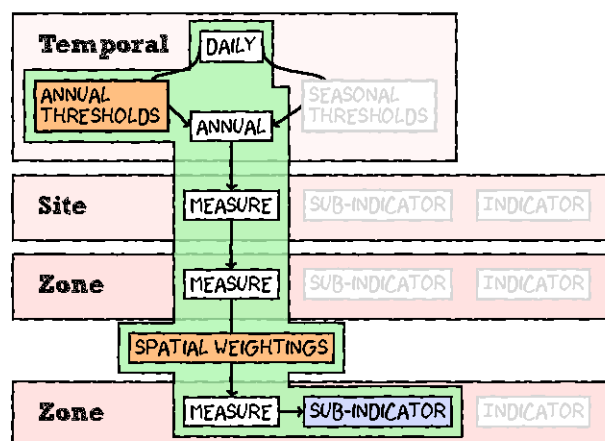 Temporal
DAILY
ANNUAL
THRESHOLDS
SEASONAL
THRESHOLDS
ANNUAL
Site
MEASURE
SUB-INDICATOR
INDICATOR
Zone
MEASURE
SUB-INDICATOR
INDICATOR
SPATIAL WEIGHTINGS
Zone
MEASURE
SUB-INDICATOR
INDICATOR